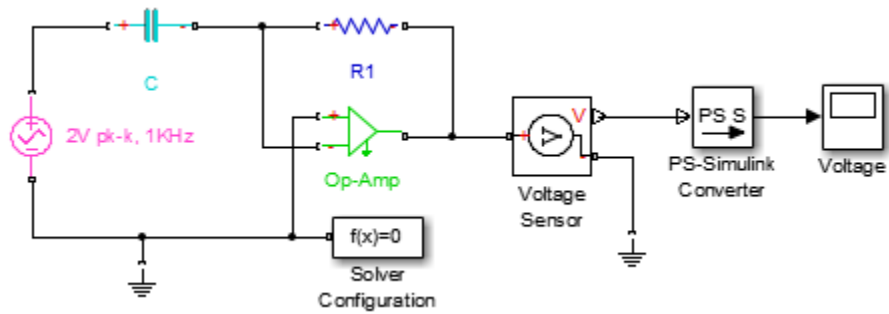 C
R1
2V pk-k, 1KHz
Op-Amp
V
V
Voltage
Sensor
PS S
PS-Simulink
Converter
Voltage
f(x)=0
Solver
Configuration